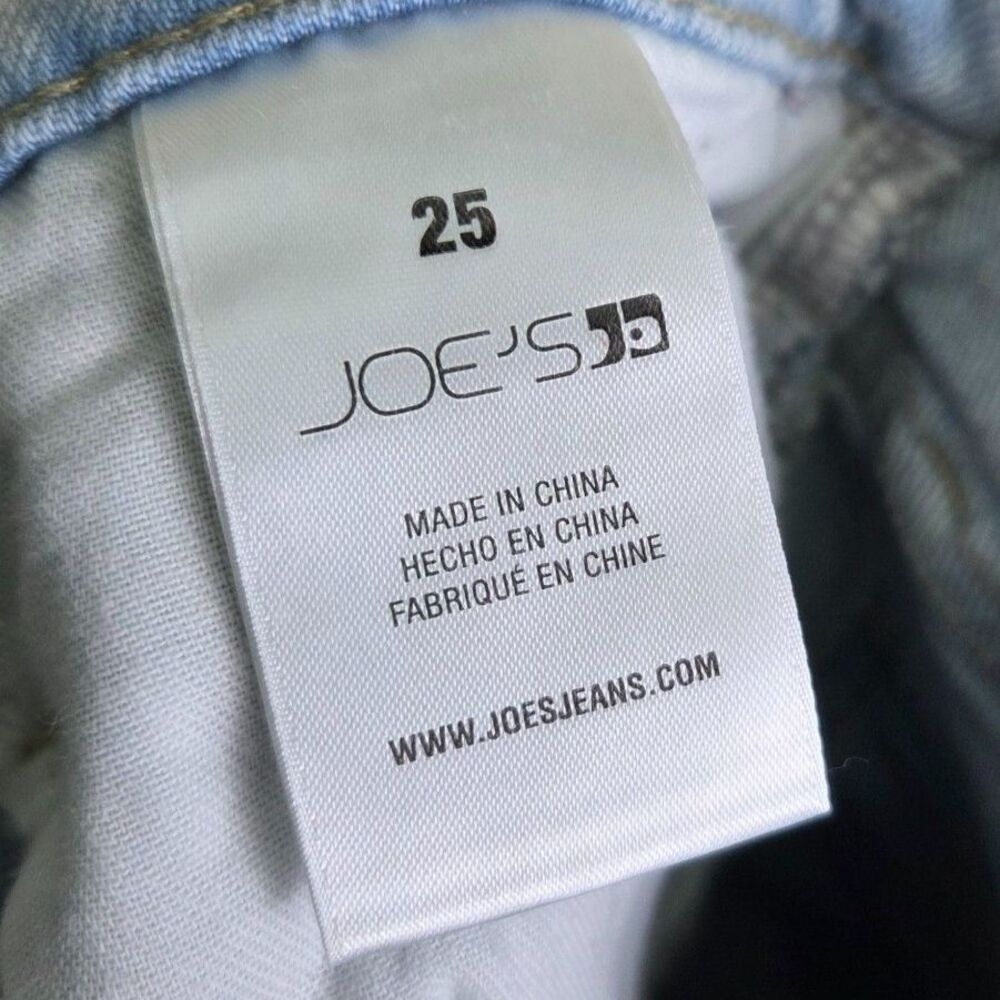 25
JOE'S
MADE IN CHINA
HECHO EN CHINA
FABRIQUÉ EN CHINE
WWW.JOESJEANS.COM